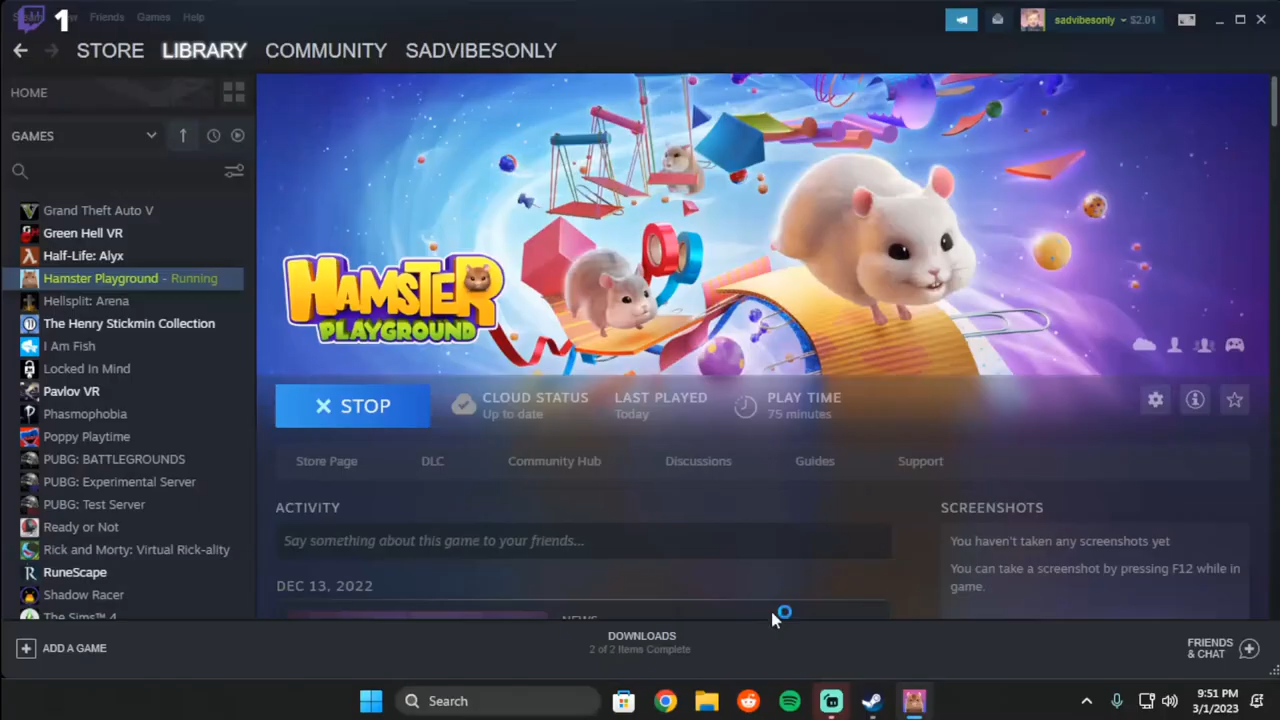 1
Friends
Games
Help
sadvibesonly
$2.01
STORE
LIBRARY
COMMUNITY
SADVIBESONLY
HOME
GAMES
Grand Theft Auto V
Green Hell VR
Half-Life: Alyx
Hamster Playground - Running
Hellsplit: Arena
The Henry Stickmin Collection
I Am Fish
Locked In Mind
Pavlov VR
Phasmophobia
Poppy Playtime
PUBG: BATTLEGROUNDS
PUBG: Experimental Server
PUBG: Test Server
Ready or Not
Rick and Morty: Virtual Rick-ality
RuneScape
Shadow Racer
The Sims™ 4
HAMSTER
PLAYGROUND
STOP
CLOUD STATUS
Up to date
LAST PLAYED
Today
PLAY TIME
75 minutes
Store Page
DLC
Community Hub
Discussions
Guides
Support
ACTIVITY
Say something about this game to your friends...
DEC 13, 2022
NEWS
SCREENSHOTS
You haven't taken any screenshots yet
You can take a screenshot by pressing F12 while in
game.
ADD A GAME
DOWNLOADS
2 of 2 Items Complete
FRIENDS
& CHAT
Search
9:51 PM
3/1/2023